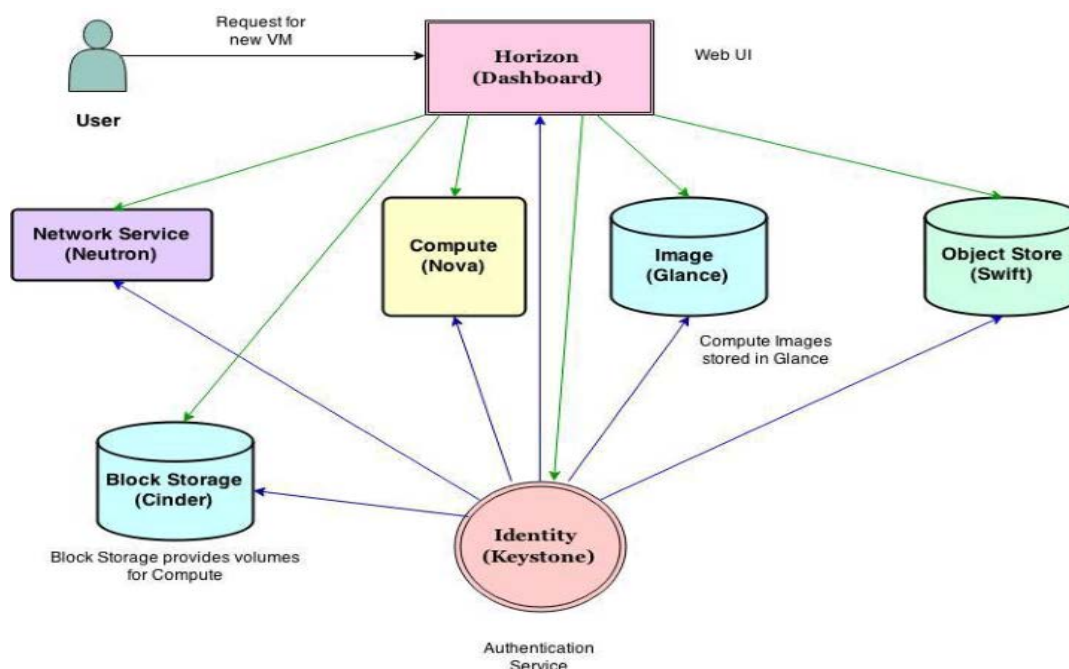 Request for
new VM
Horizon
(Dashboard)
Web UI
User
Network Service
(Neutron)
Compute
(Nova)
Image
(Glance)
Object Store
(Swift)
Compute Images
stored in Glance
Block Storage
(Cinder)
Block Storage provides volumes
for Compute
Identity
(Keystone)
Authentication
Service